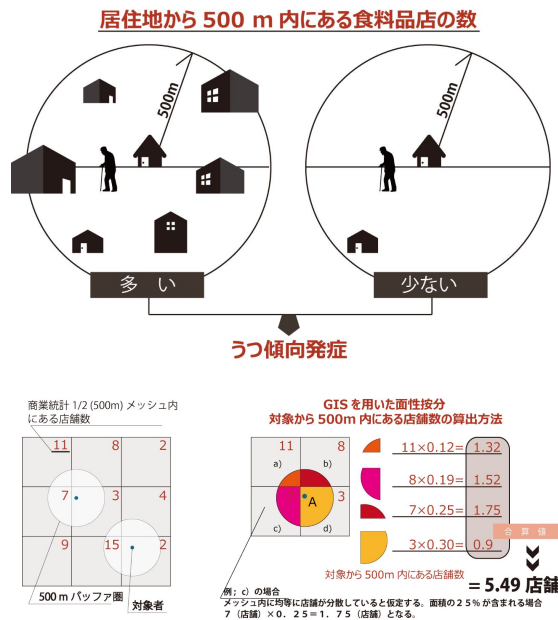 居住地から 500 m 内にある食料品店の数
500m
500m
多 い
少ない
うつ傾向発症
商業統計 1/2 (500m) メッシュ内
にある店舗数
11 8 2
7 3 4
9 15 2
500 m バッファ圏
対象者
GIS を用いた面性按分
対象から 500m 内にある店舗数の算出方法
11 8
a) b)
A 3
c) d)
11×0.12= 1.32
8×0.19= 1.52
7×0.25= 1.75
3×0.30= 0.9
合 算 値
対象から 500m 内にある店舗数
= 5.49 店舗
例；c）の場合
メッシュ内に均等に店舗が分散していると仮定する。面積の２５％が含まれる場合
７（店舗）×０．２５＝１．７５（店舗）となる。